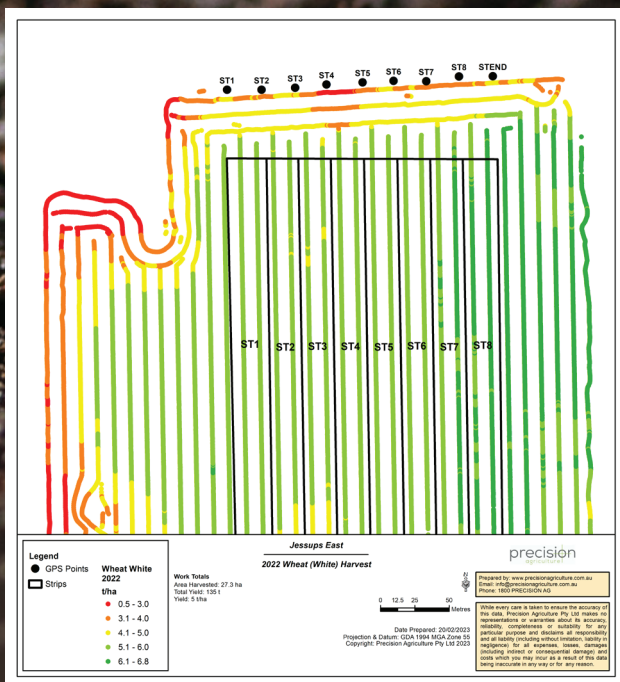 ST1 ST2 ST3 ST4 ST5 ST6 ST7 ST8 STEND
ST1 ST2 ST3 ST4 ST5 ST6 ST7 ST8
Legend
GPS Points
Strips
Wheat White
2022
t/ha
0.5 - 3.0
3.1 - 4.0
4.1 - 5.0
5.1 - 6.0
6.1 - 6.8
Work Totals
Area Harvested: 27.3 ha
Total Yield: 135 t
Yield: 5 t/ha
Jessups East
2022 Wheat (White) Harvest
0 12.5 25 50
Metres
Date Prepared: 20/02/2023
Projection & Datum: GDA 1994 MGA Zone 55
Copyright: Precision Agriculture Pty Ltd 2023
precision
agriculture
Prepared by: www.precisionagriculture.com.au
Email: info@precisionagriculture.com.au
Phone: 1800 PRECISION AG
While every care is taken to ensure the accuracy of
this data, Precision Agriculture Pty Ltd makes no
representations or warranties about its accuracy,
reliability, completeness or suitability for any
particular purpose and disclaims all responsibility
and all liability (including without limitation, liability in
negligence) for all expenses, losses, damages
(including indirect or consequential damage) and
costs which you may incur as a result of this data
being inaccurate in any way or for any reason.